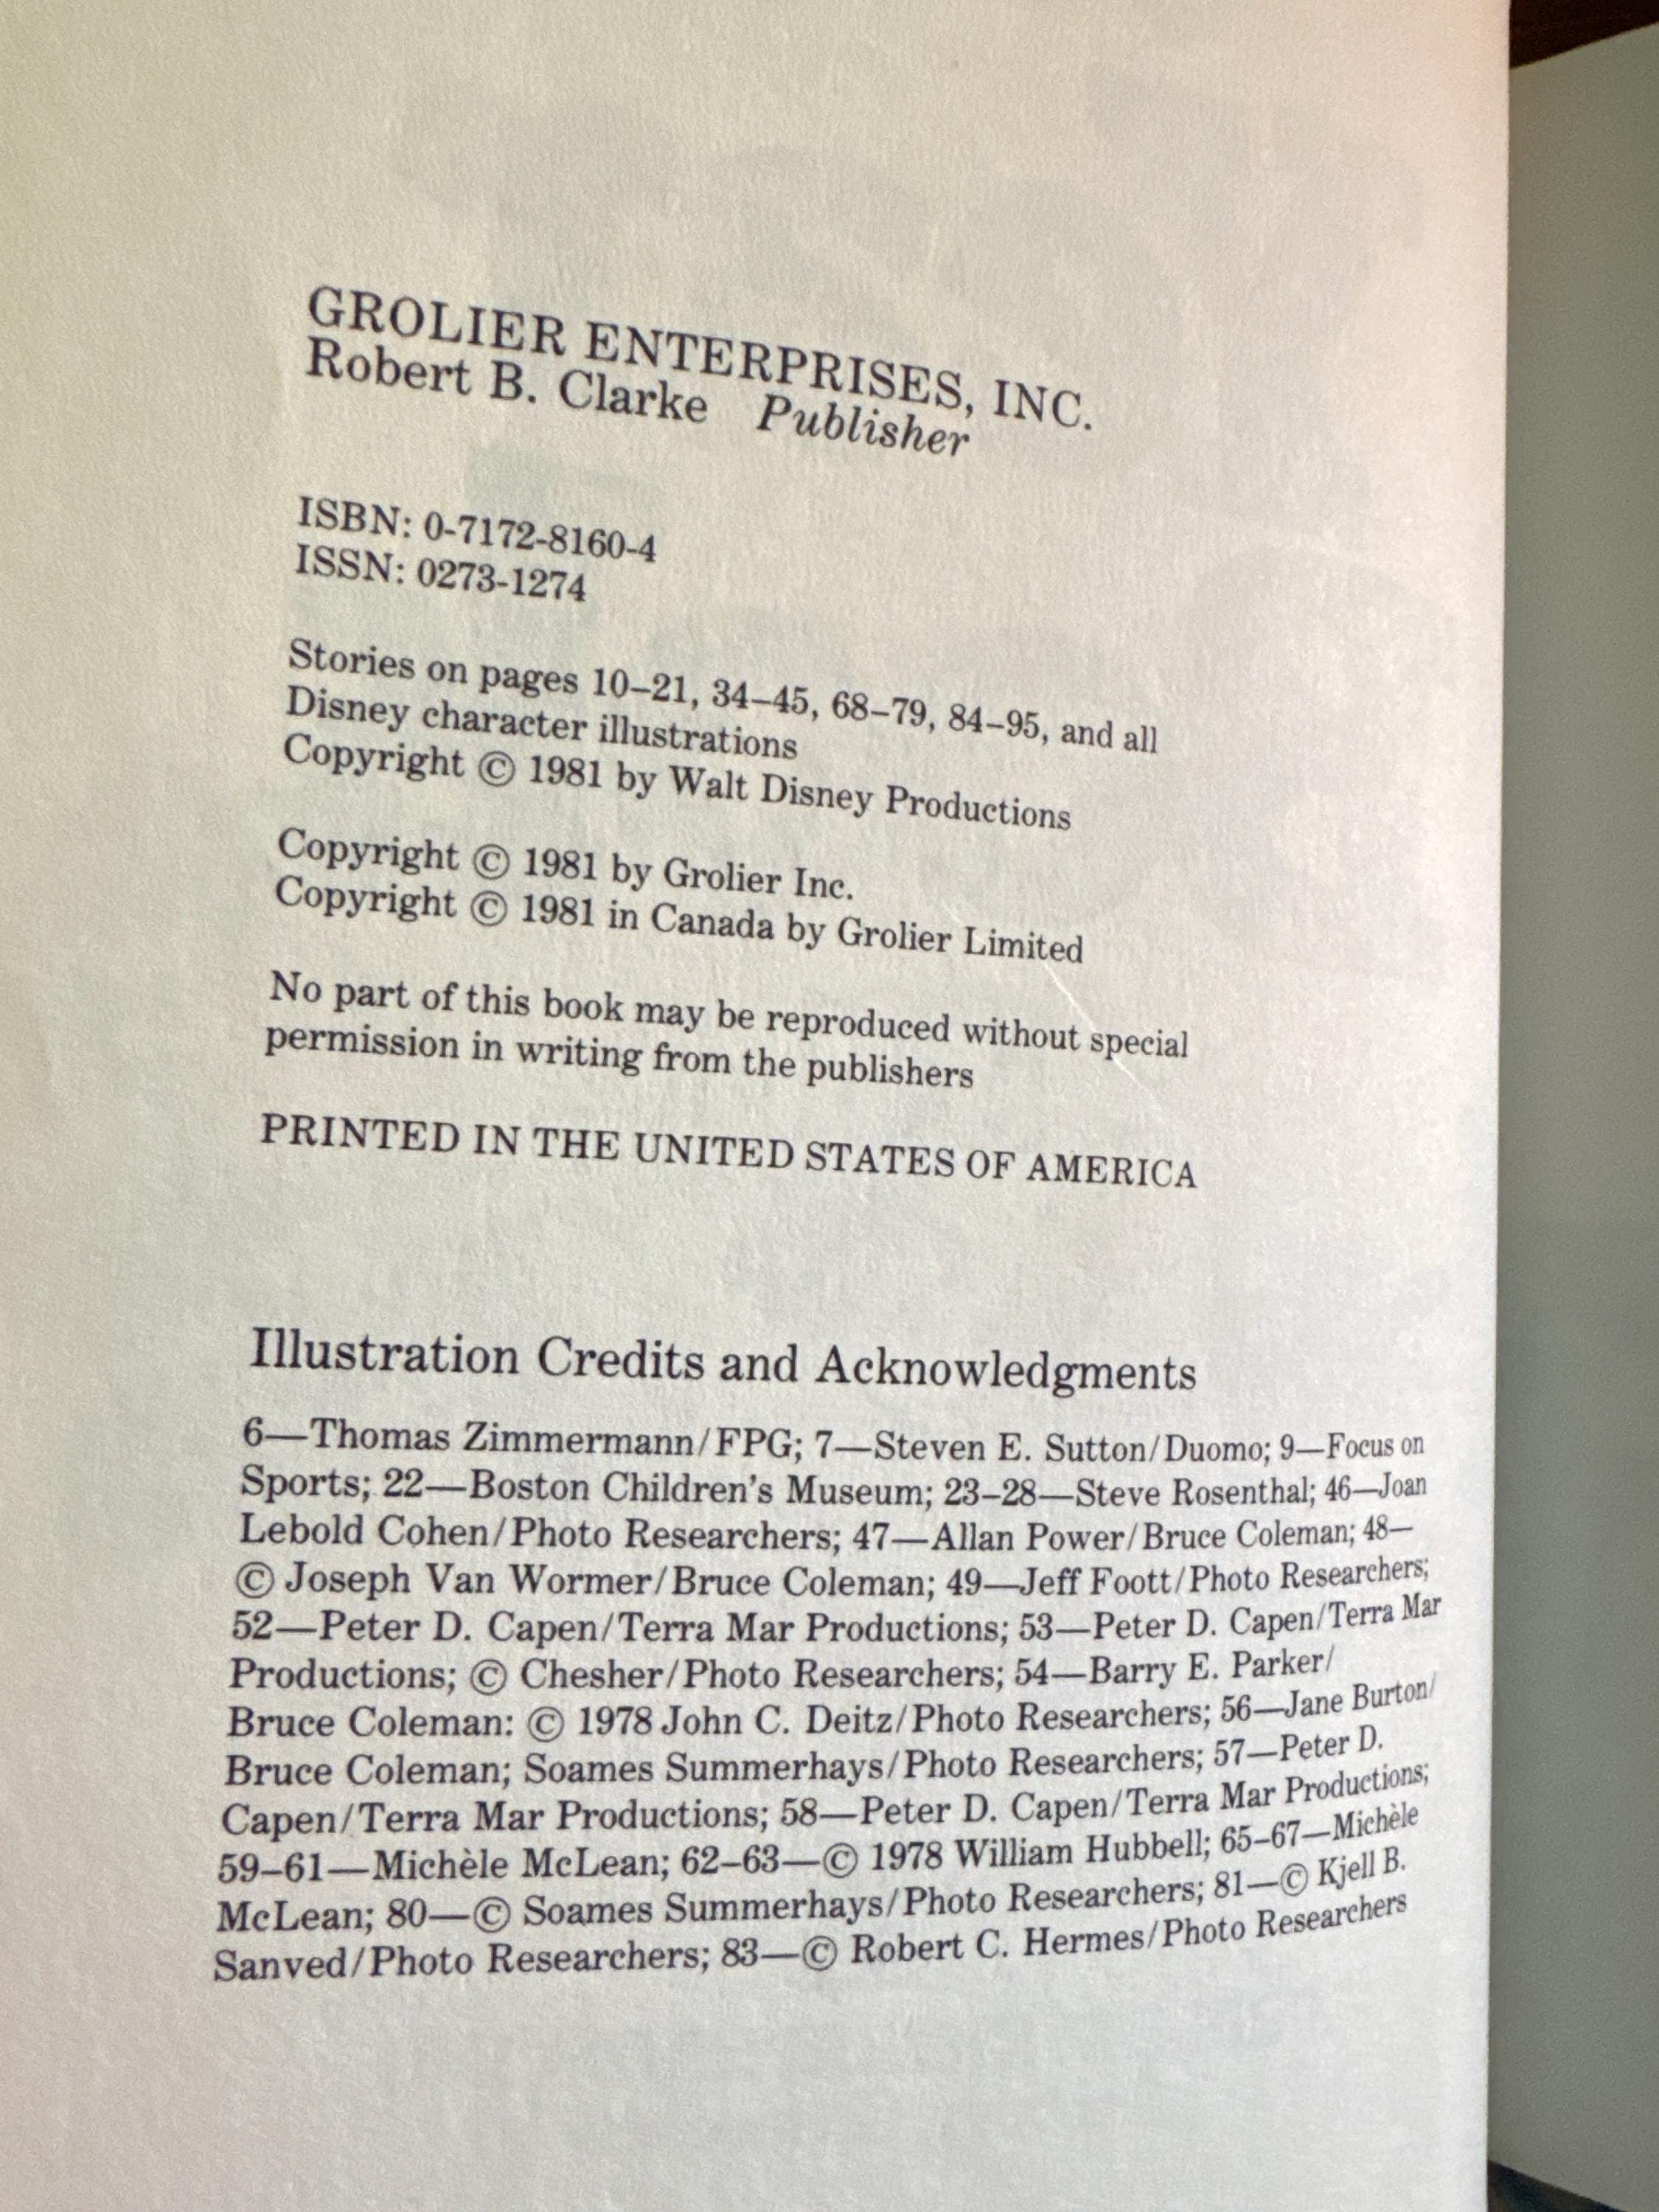 GROLIER ENTERPRISES, INC.
Robert B. Clarke Publisher
ISBN: 0-7172-8160-4
ISSN: 0273-1274
Stories on pages 10–21, 34–45, 68–79, 84–95, and all
Disney character illustrations
Copyright © 1981 by Walt Disney Productions
Copyright © 1981 by Grolier Inc.
Copyright © 1981 in Canada by Grolier Limited
No part of this book may be reproduced without special
permission in writing from the publishers
PRINTED IN THE UNITED STATES OF AMERICA
Illustration Credits and Acknowledgments
6—Thomas Zimmermann/FPG; 7—Steven E. Sutton/Duomo; 9—Focus on
Sports; 22—Boston Children's Museum; 23–28—Steve Rosenthal; 46—Joan
Lebold Cohen/Photo Researchers; 47—Allan Power/Bruce Coleman; 48—
© Joseph Van Wormer/Bruce Coleman; 49—Jeff Foott/Photo Researchers;
52—Peter D. Capen/Terra Mar Productions; 53—Peter D. Capen/Terra Mar
Productions; © Chesher/Photo Researchers; 54—Barry E. Parker/
Bruce Coleman: © 1978 John C. Deitz/Photo Researchers; 56—Jane Burton/
Bruce Coleman; Soames Summerhays/Photo Researchers; 57—Peter D.
Capen/Terra Mar Productions; 58—Peter D. Capen/Terra Mar Productions;
59–61—Michèle McLean; 62–63—© 1978 William Hubbell; 65–67—Michèle
McLean; 80—© Soames Summerhays/Photo Researchers; 81—© Kjell B.
Sanved/Photo Researchers; 83—© Robert C. Hermes/Photo Researchers